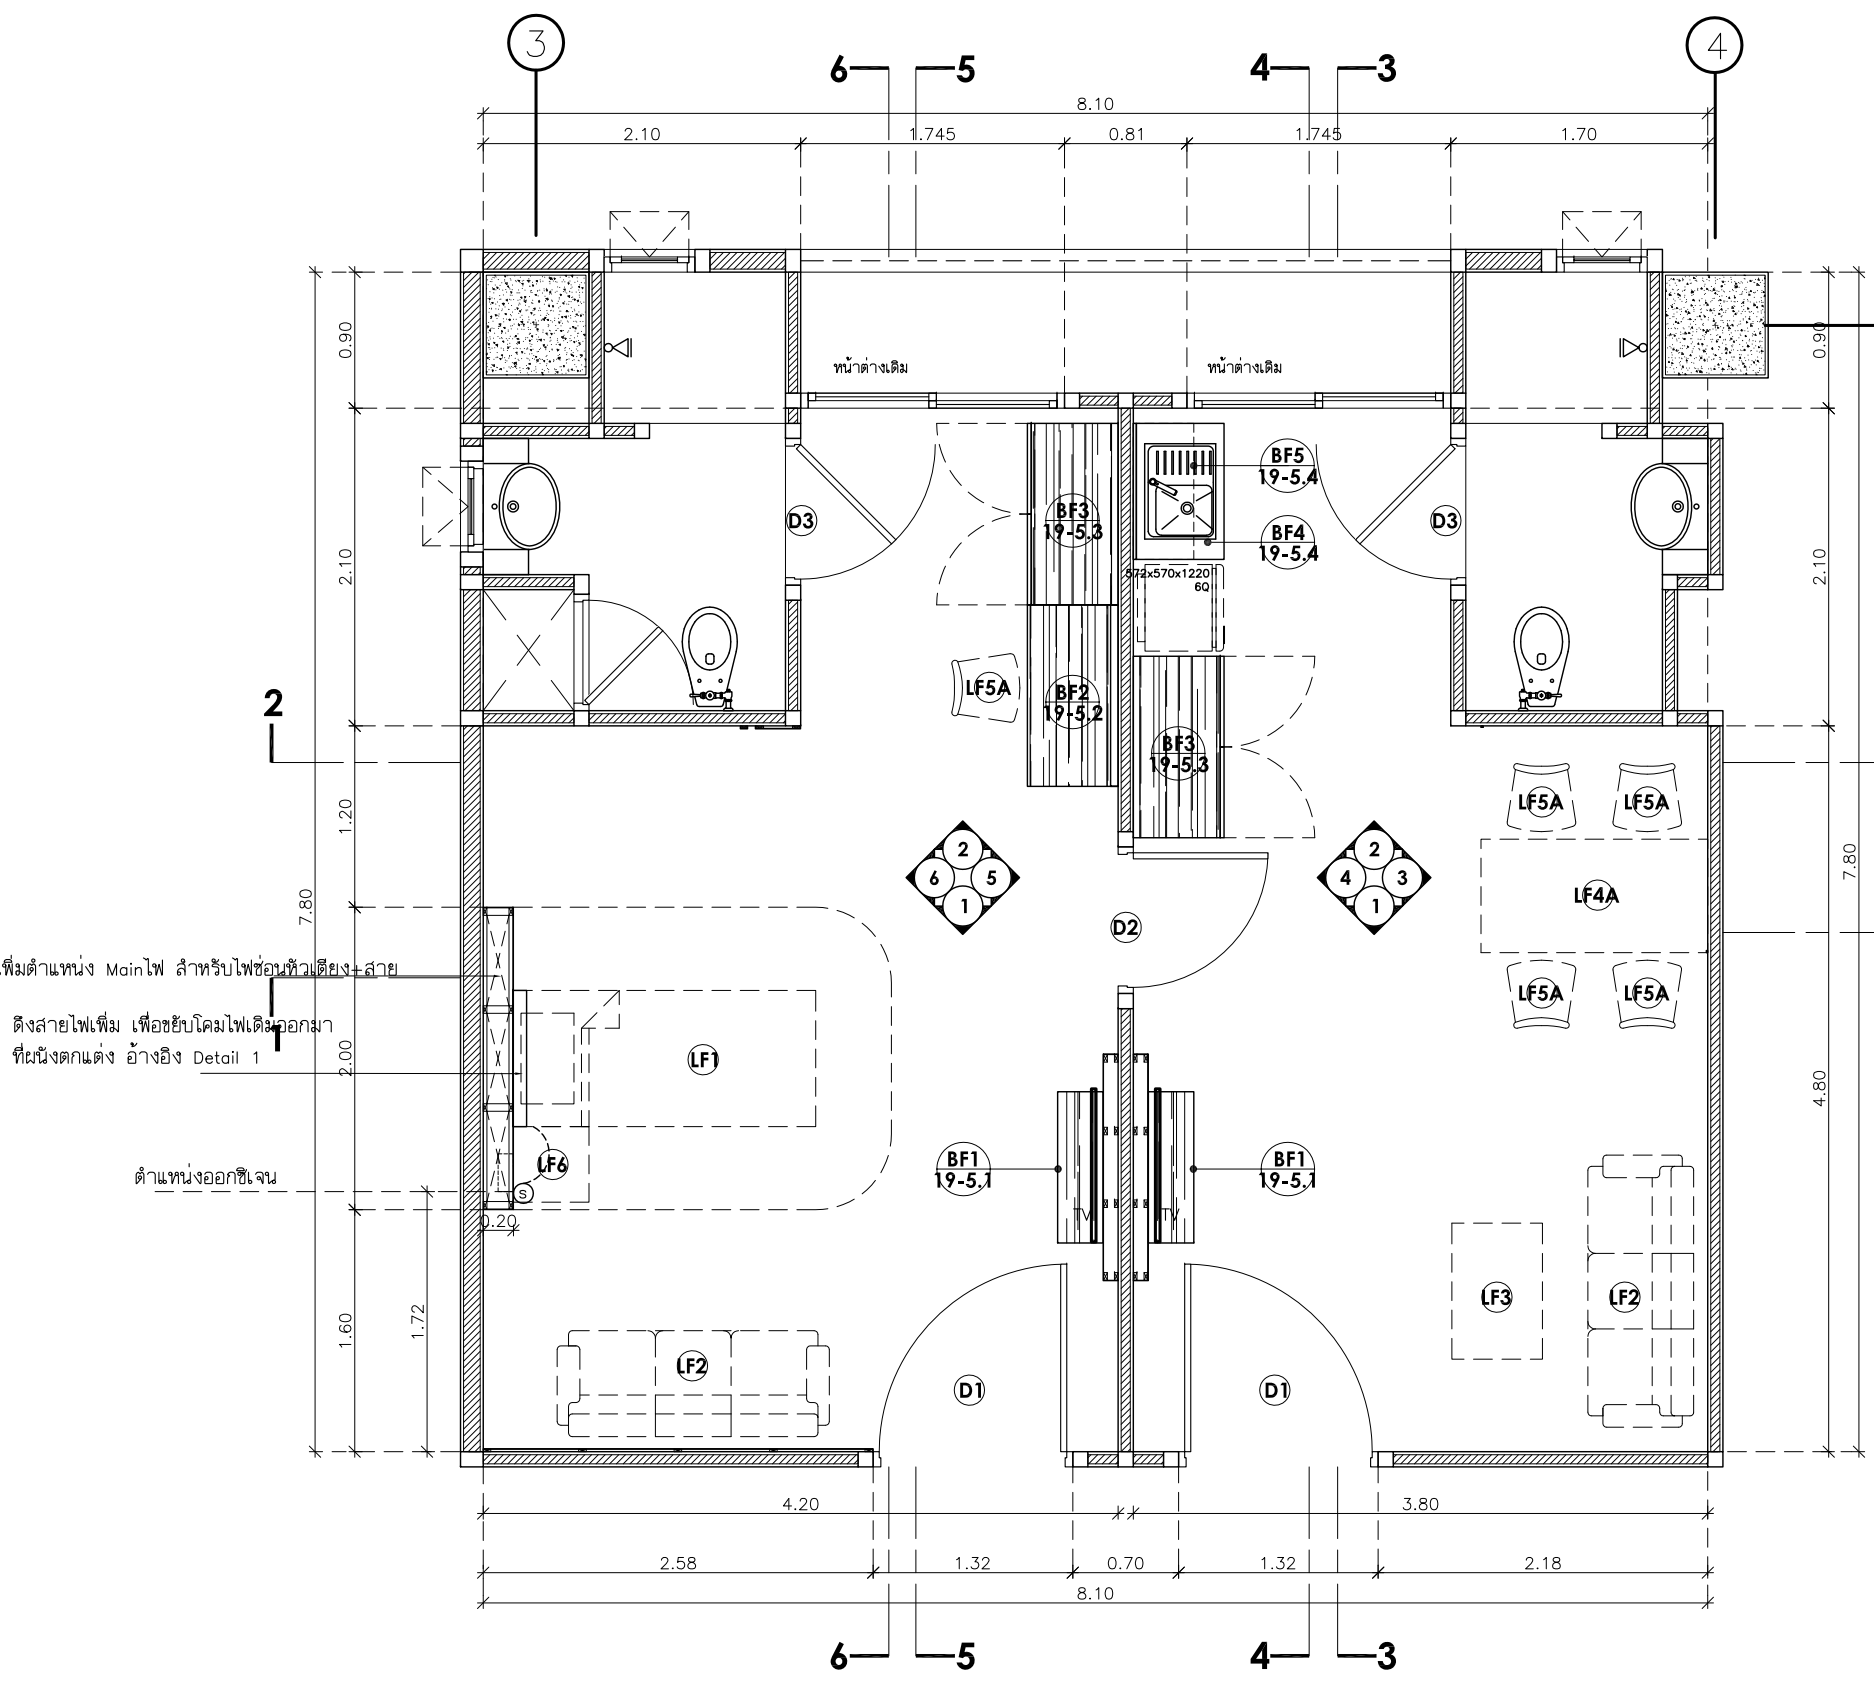 3
4
6
5
4
3
8.10
2.10
1.745
0.81
1.745
1.70
0.90
0.90
หน้าต่างเดิม
หน้าต่างเดิม
BF5
19-5.4
BF3
19-5.3
D3
D3
BF4
19-5.4
2.10
2.10
572x570x1220
6Q
2
LF5A
BF2
19-5.2
BF3
19-5.3
1.20
LF5A
LF5A
2
6
5
1
2
4
3
1
7.80
7.80
LF4A
D2
เพิ่มตำแหน่ง Mainไฟ สำหรับไฟซ่อนหัวเตียง+สาย
LF5A
LF5A
ดึงสายไฟเพิ่ม เพื่อขยับโคมไฟเดิมออกมา
1
ที่ผนังตกแต่ง อ้างอิง Detail 1
2.00
LF1
4.80
ตำแหน่งออกซิเจน
LF6
S
BF1
19-5.1
BF1
19-5.1
0.20
TV
TV
1.72
1.60
LF3
LF2
LF2
D1
D1
4.20
3.80
2.58
1.32
0.70
1.32
2.18
8.10
6
5
4
3